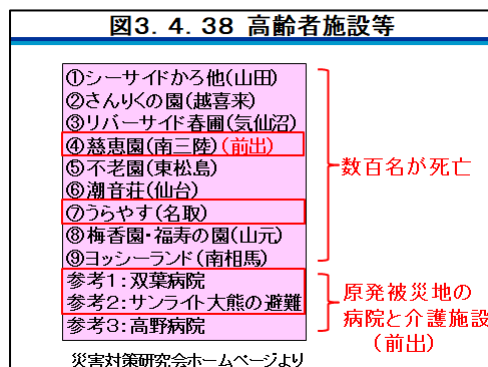 図3.4.38 高齢者施設等
①シーサイドかろ他(山田)
②さんりくの園(越喜来)
③リバーサイド春圃(気仙沼)
④慈恵園(南三陸)(前出)
⑤不老園(東松島)
⑥潮音荘(仙台)
⑦うらやす(名取)
⑧梅香園・福寿の園(山元)
⑨ヨッシーランド(南相馬)
数百名が死亡
参考1:双葉病院
参考2:サンライト大熊の避難
参考3:高野病院
原発被災地の
病院と介護施設
(前出)
災害対策研究会ホームページより